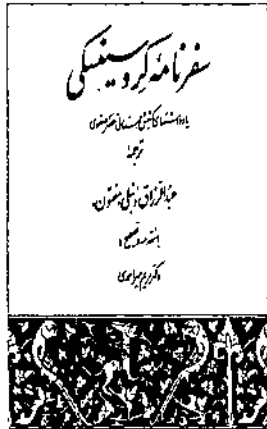 سفرنامهٔ کروسینسکی
یادداشتهای کشیش لهستانی عصر صفوی
ترجمهٔ
عبدالرزاق دنبلی «مفتون»
با مقدمه و تصحیح:
دکتر مریم میراحمدی